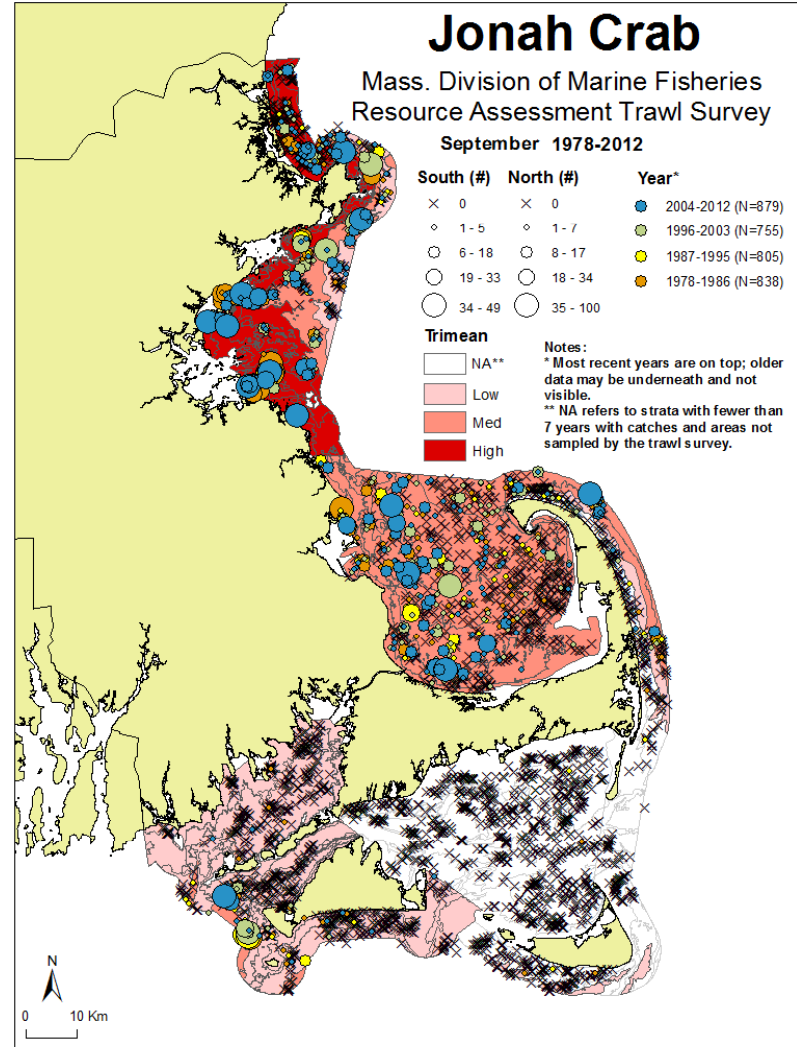 Jonah Crab
Mass. Division of Marine Fisheries
Resource Assessment Trawl Survey
September 1978-2012
South (#) North (#) Year*
0 0 2004-2012 (N=879)
1 - 5 1 - 7 1996-2003 (N=755)
6 - 18 8 - 17 1987-1995 (N=805)
19 - 33 18 - 34 1978-1986 (N=838)
34 - 49 35 - 100
Trimean
NA**
Low
Med
High
Notes:
* Most recent years are on top; older
data may be underneath and not
visible.
** NA refers to strata with fewer than
7 years with catches and areas not
sampled by the trawl survey.
N
0 10 Km